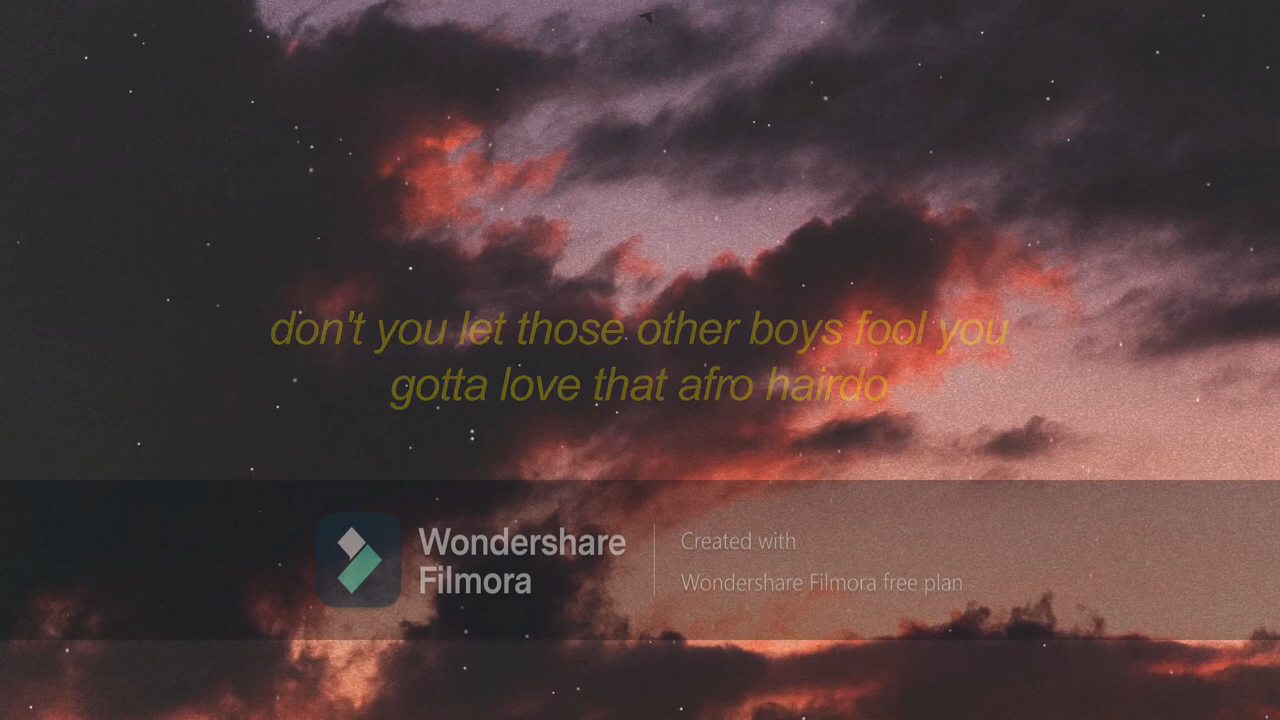 don't you let those other boys fool you
gotta love that afro hairdo
Wondershare
Filmora
Created with
Wondershare Filmora free plan